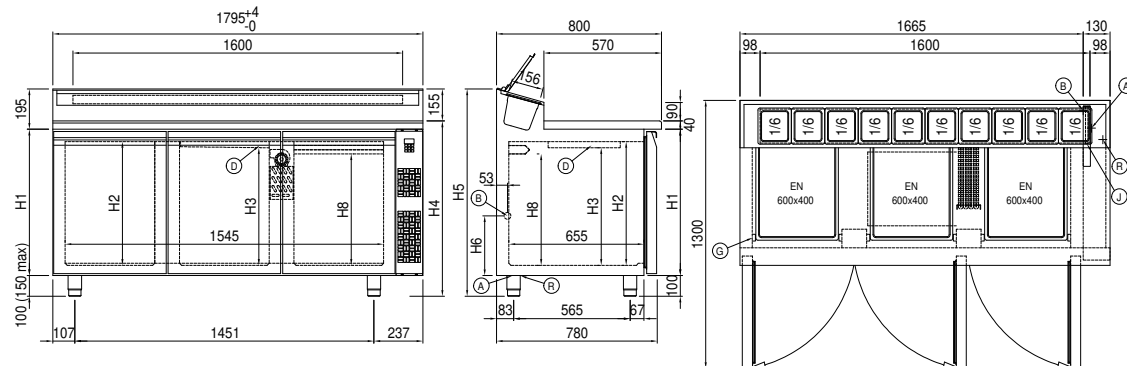 1795 +4 -0
1600
195
155
H1
H2
D
H3
H8
H4
1545
100 (150 max)
107
1451
237
800
570
156
90
40
H5
53
B
H6
D
H8
H3
H2
H1
655
A
R
100
83
565
67
780
1665
130
98
1600
98
B
A
1/6
1/6
1/6
1/6
1/6
1/6
1/6
1/6
1/6
1/6
R
J
EN
600x400
EN
600x400
EN
600x400
G
1300